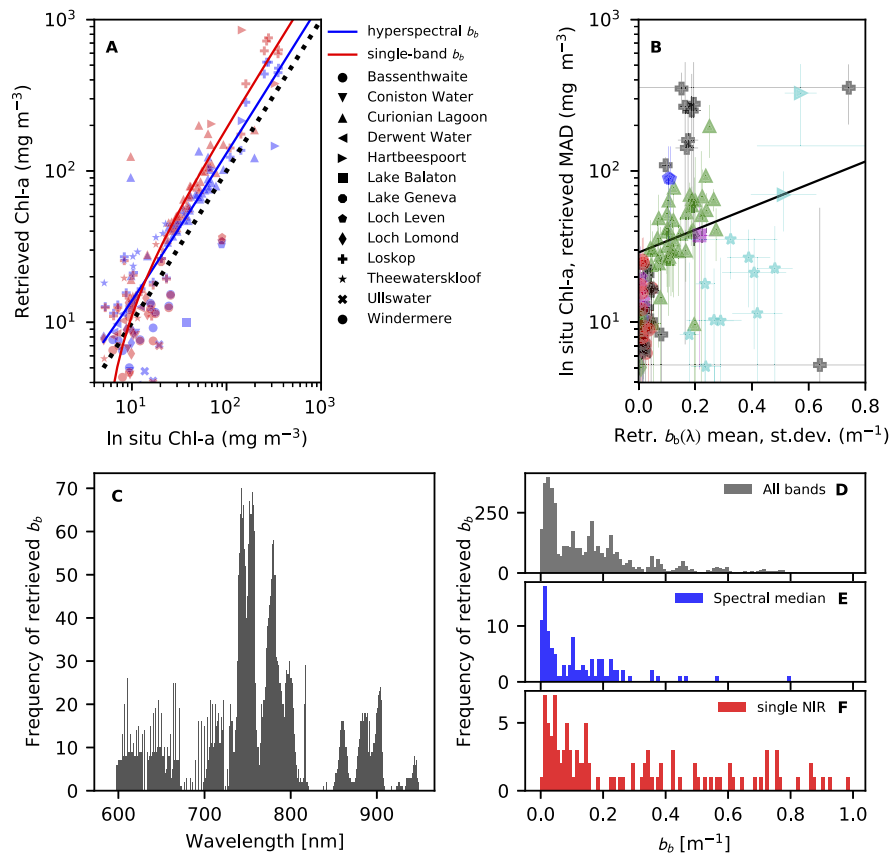 A
Retrieved Chl-a (mg m⁻³)
10³
10²
10¹
10¹
10²
10³
In situ Chl-a (mg m⁻³)
hyperspectral b_b
single-band b_b
Bassenthwaite
Coniston Water
Curionian Lagoon
Derwent Water
Hartbeespoort
Lake Balaton
Lake Geneva
Loch Leven
Loch Lomond
Loskop
Theewaterskloof
Ullswater
Windermere
B
In situ Chl-a, retrieved MAD (mg m⁻³)
10³
10²
10¹
0.0
0.2
0.4
0.6
0.8
Retr. b_b(λ) mean, st.dev. (m⁻¹)
C
Frequency of retrieved b_b
70
60
50
40
30
20
10
0
600
700
800
900
Wavelength [nm]
Frequency of retrieved b_b
All bands D
250
0
Spectral median E
10
0
single NIR F
5
0
0.0
0.2
0.4
0.6
0.8
1.0
b_b [m⁻¹]